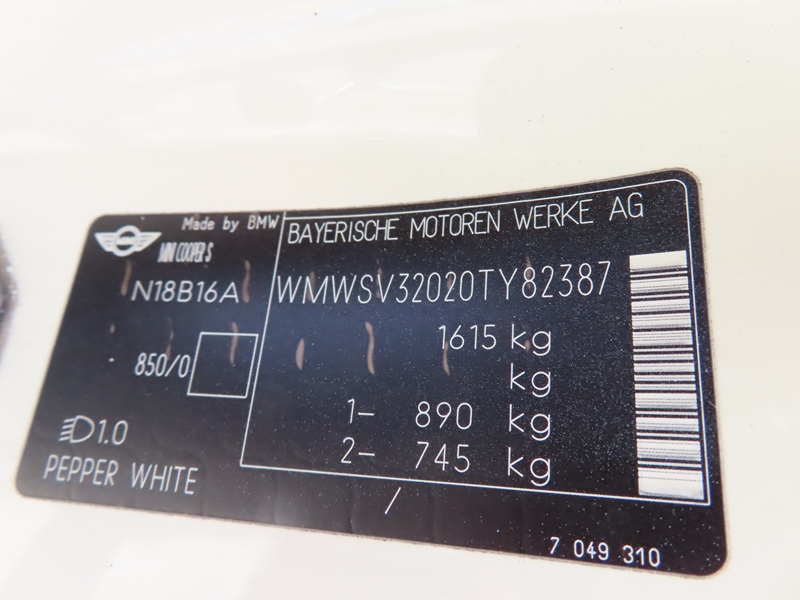 Made by BMW
MINI COOPER S
N18B16A
850/0
1.0
PEPPER WHITE
BAYERISCHE MOTOREN WERKE AG
WMWSV32020TY82387
1615 kg
kg
1- 890 kg
2- 745 kg
/
7 049 310